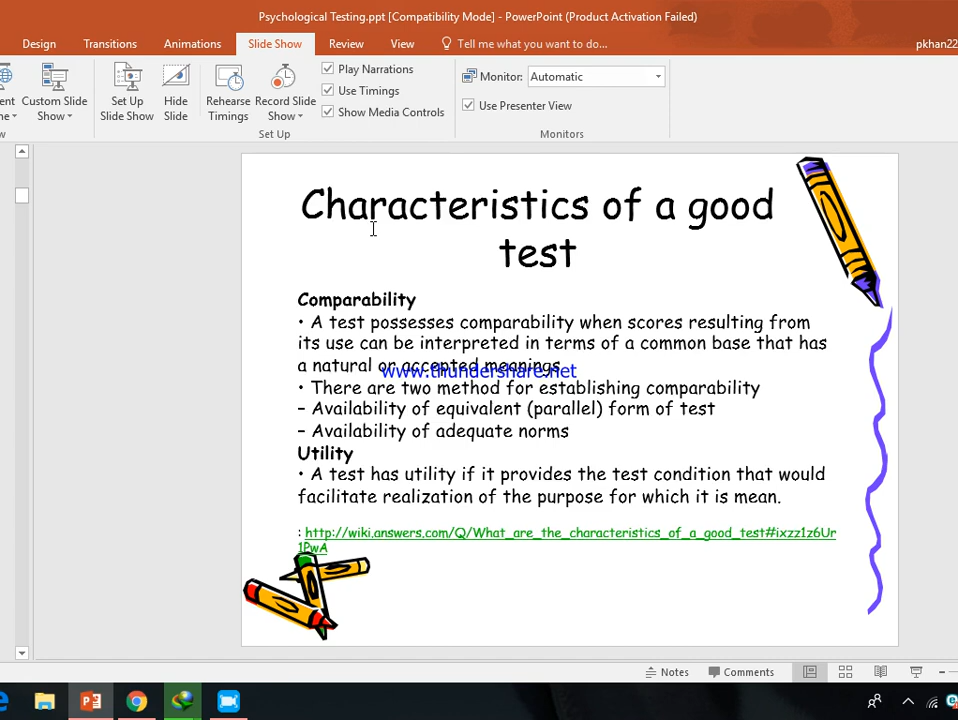 Psychological Testing.ppt [Compatibility Mode] - PowerPoint (Product Activation Failed)
Design Transitions Animations Slide Show Review View Tell me what you want to do... pkhan22
ent Custom Slide Set Up Hide Rehearse Record Slide
ne Show Slide Show Slide Timings Show
Play Narrations
Use Timings
Show Media Controls
Monitor: Automatic
Use Presenter View
w Set Up Monitors
Characteristics of a good
test
Comparability
• A test possesses comparability when scores resulting from
its use can be interpreted in terms of a common base that has
a natural or accepted meanings
www.thundershare.net
• There are two method for establishing comparability
– Availability of equivalent (parallel) form of test
– Availability of adequate norms
Utility
• A test has utility if it provides the test condition that would
facilitate realization of the purpose for which it is mean.
: http://wiki.answers.com/Q/What_are_the_characteristics_of_a_good_test#ixzz1z6Ur
1PwA
Notes Comments